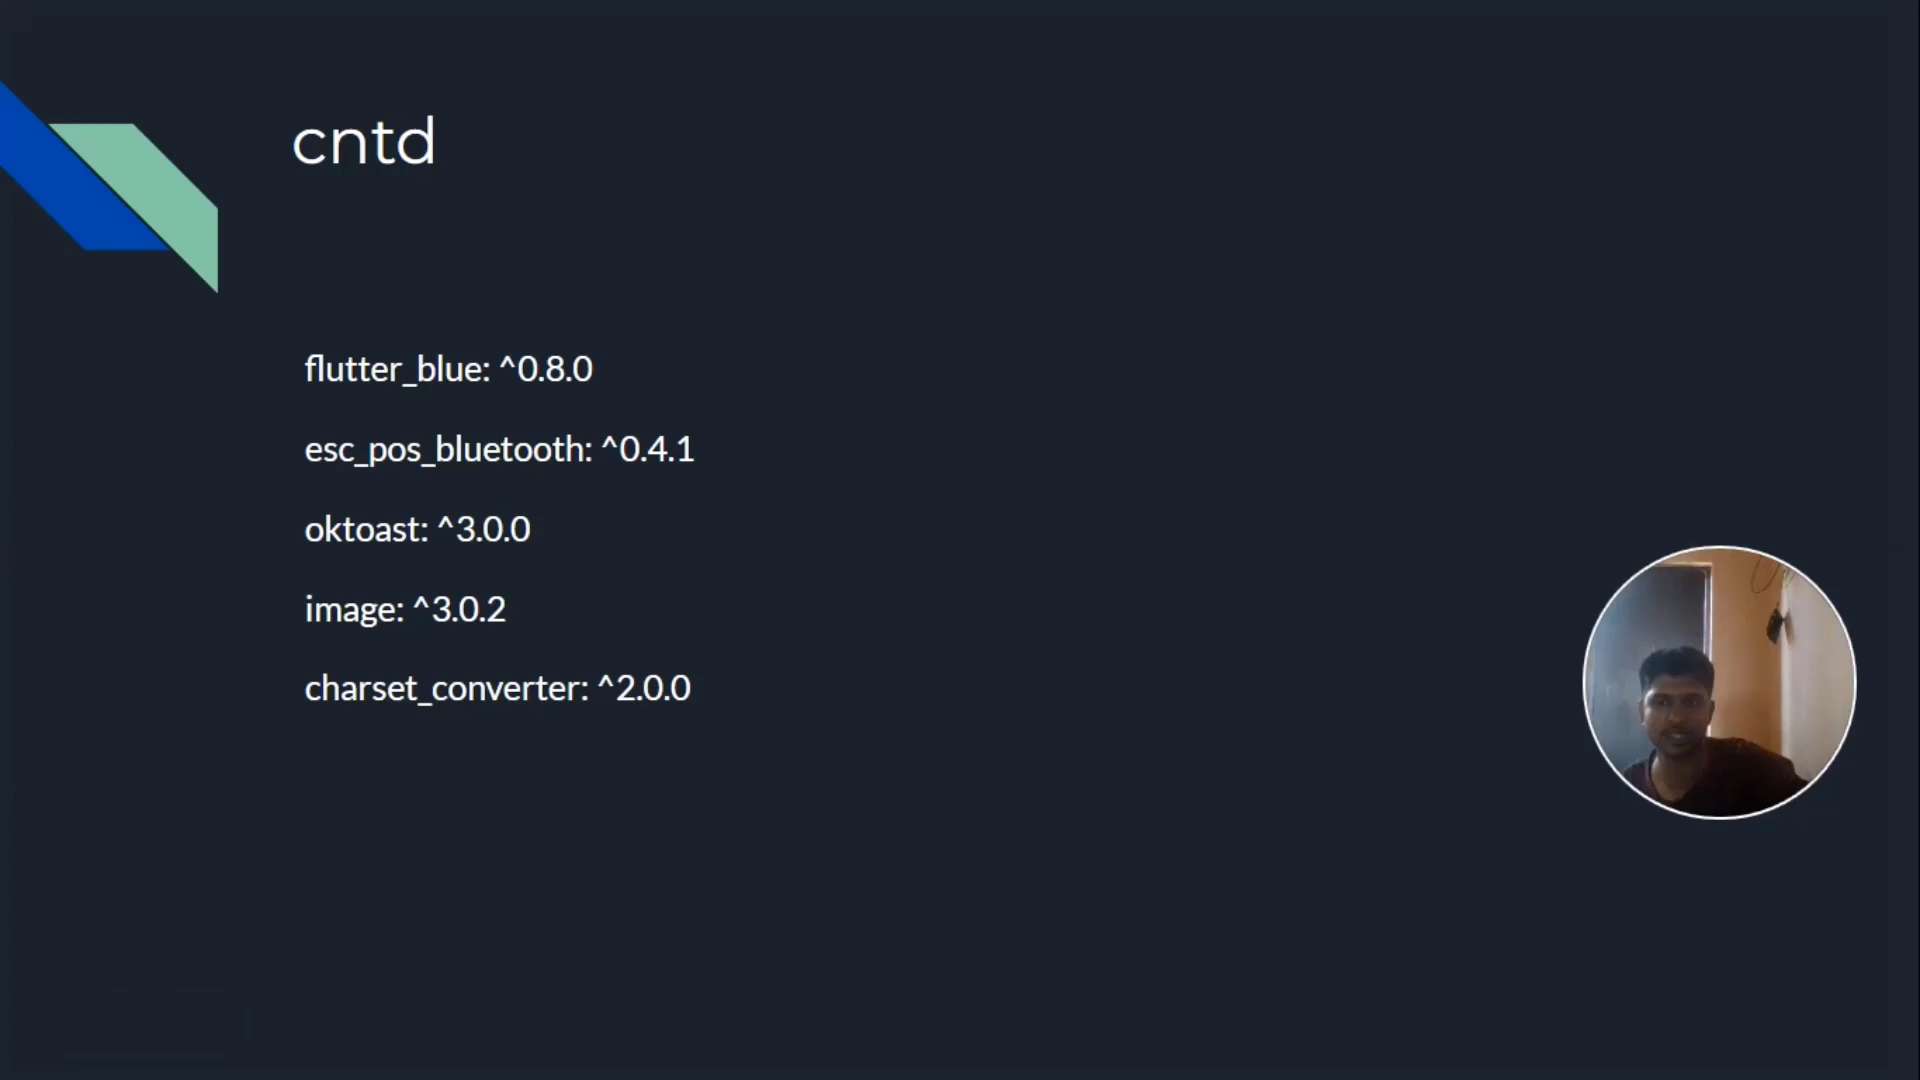 cntd
flutter_blue: ^0.8.0
esc_pos_bluetooth: ^0.4.1
oktoast: ^3.0.0
image: ^3.0.2
charset_converter: ^2.0.0